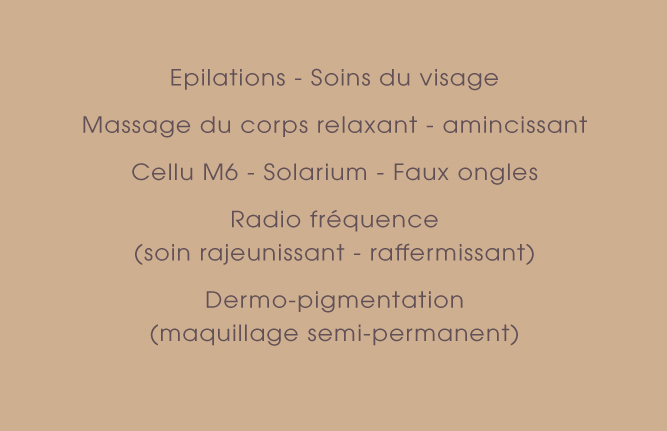 Epilations - Soins du visage
Massage du corps relaxant - amincissant
Cellu M6 - Solarium - Faux ongles
Radio fréquence
(soin rajeunissant - raffermissant)
Dermo-pigmentation
(maquillage semi-permanent)